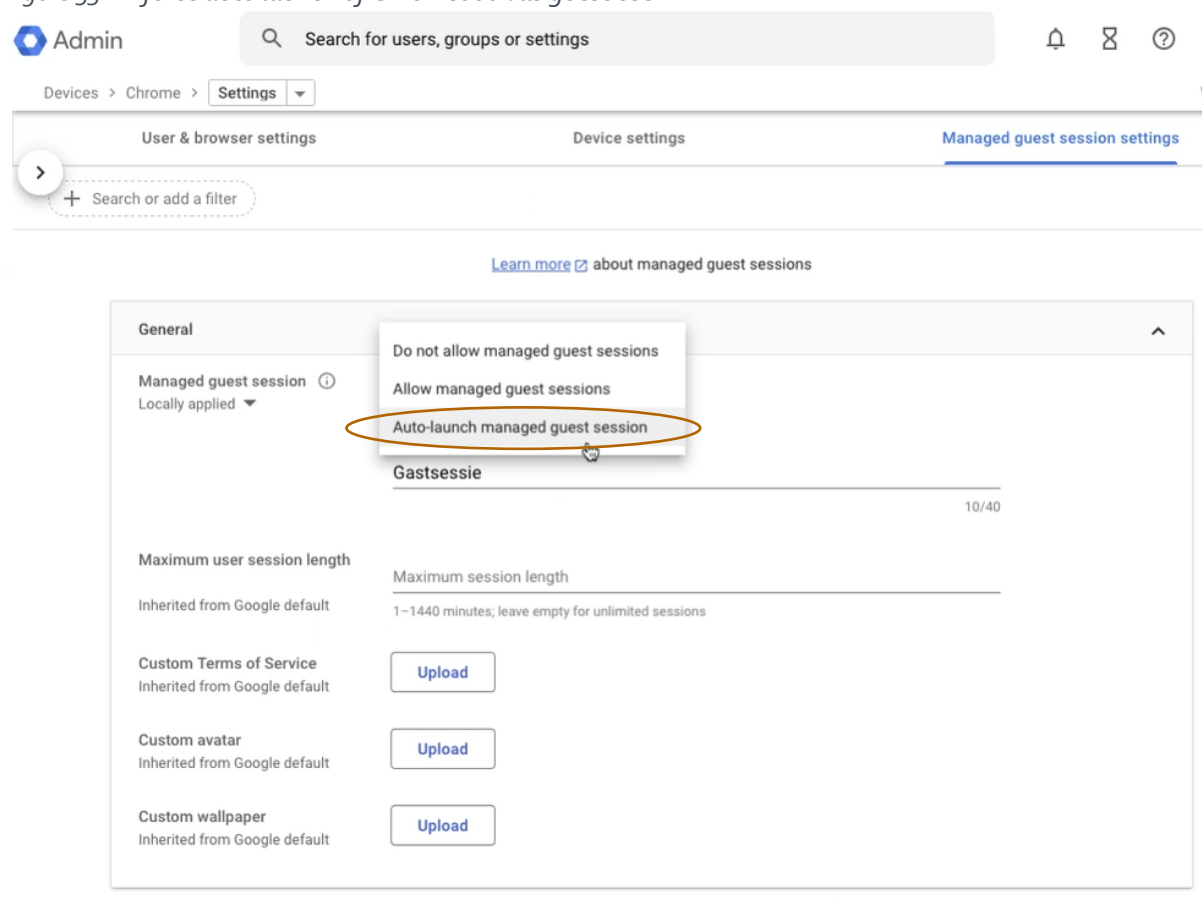 Admin
Search for users, groups or settings
Devices > Chrome > Settings
User & browser settings
Device settings
Managed guest session settings
+ Search or add a filter
Learn more about managed guest sessions
General
Do not allow managed guest sessions
Managed guest session
Allow managed guest sessions
Locally applied
Auto-launch managed guest session
Gastsessie
10/40
Maximum user session length
Maximum session length
Inherited from Google default
1–1440 minutes; leave empty for unlimited sessions
Custom Terms of Service
Upload
Inherited from Google default
Custom avatar
Upload
Inherited from Google default
Custom wallpaper
Upload
Inherited from Google default